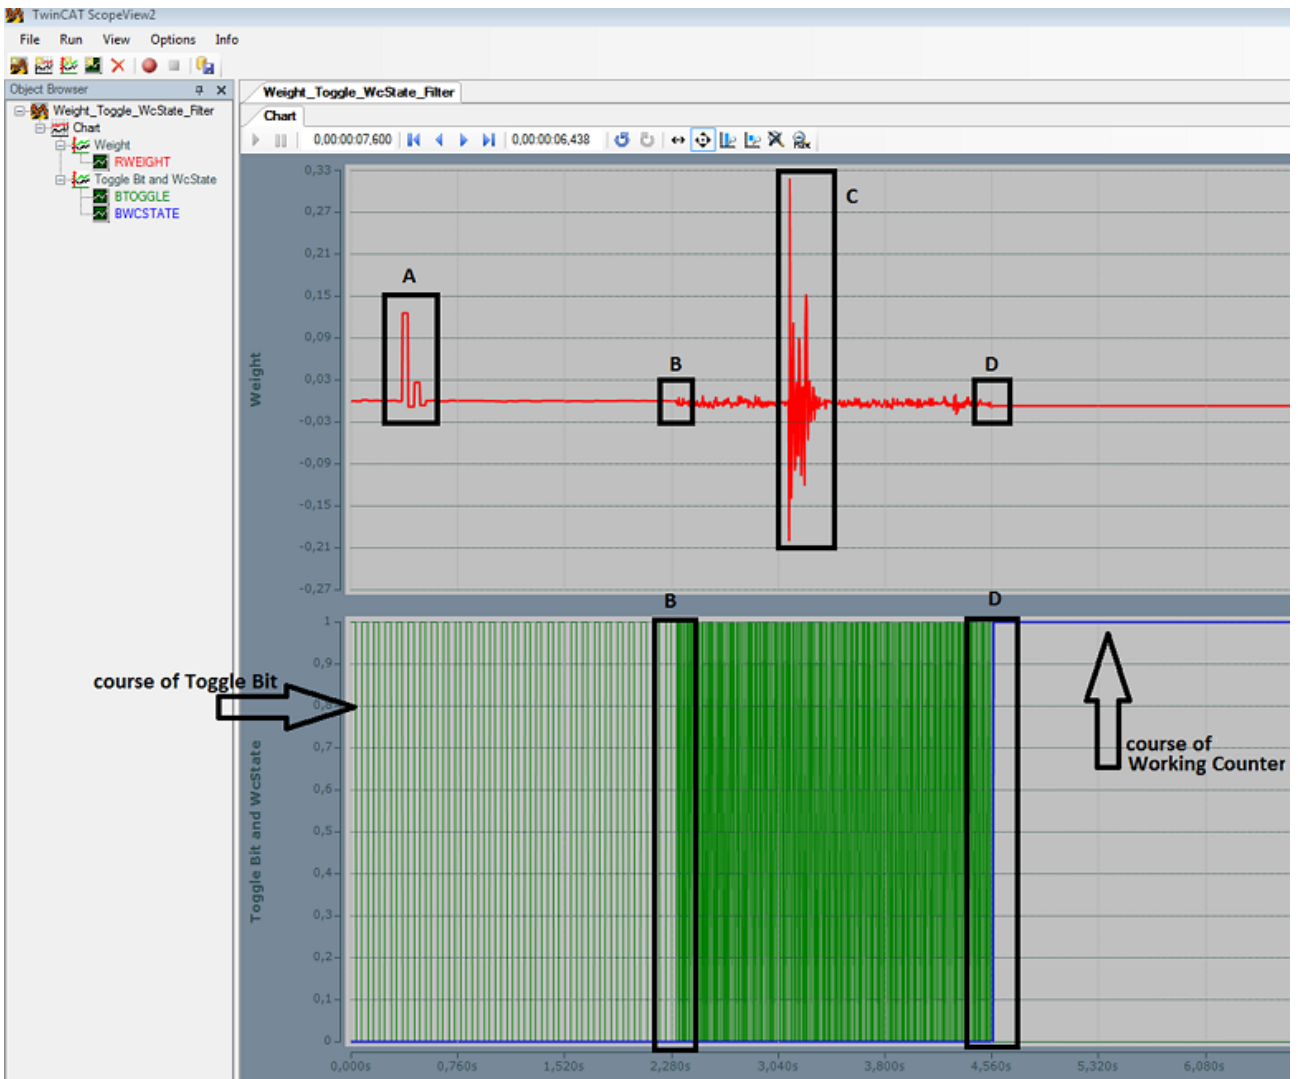 TwinCAT ScopeView2
File Run View Options Info
Object Browser
Weight_Toggle_WcState_Filter
Chart
Weight
RWEIGHT
Toggle Bit and WcState
BTOGGLE
BWCSTATE
Weight_Toggle_WcState_Filter
Chart
0,00:00:07,600 0,00:00:06,438
0,33
0,27
0,21
0,15
0,09
0,03
-0,03
-0,09
-0,15
-0,21
-0,27
Weight
A
B
C
D
B
D
1
0,9
0,8
0,7
0,6
0,5
0,4
0,3
0,2
0,1
0
Toggle Bit and WcState
course of Toggle Bit
course of
Working Counter
0,000s 0,760s 1,520s 2,280s 3,040s 3,800s 4,560s 5,320s 6,080s